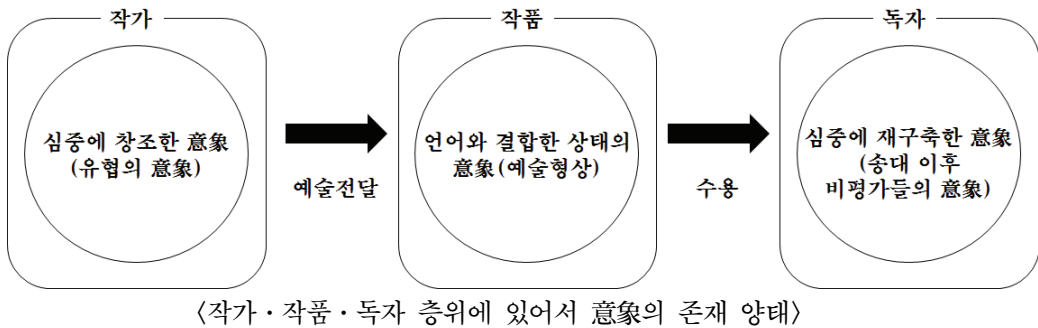 작가
심중에 창조한 意象
(유협의 意象)
예술전달
작품
언어와 결합한 상태의
意象(예술형상)
수용
독자
심중에 재구축한 意象
(송대 이후
비평가들의 意象)
〈작가·작품·독자 층위에 있어서 意象의 존재 양태〉